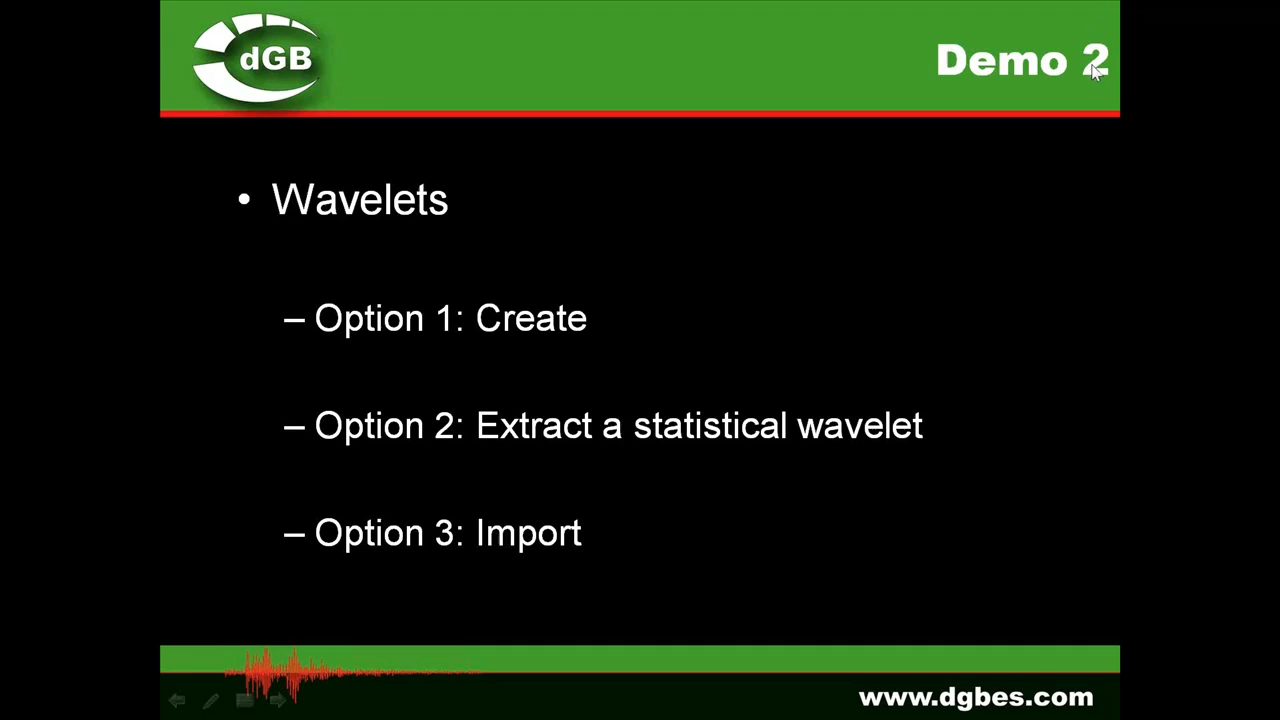 dGB
Demo 2
• Wavelets
– Option 1: Create
– Option 2: Extract a statistical wavelet
– Option 3: Import
www.dgbes.com